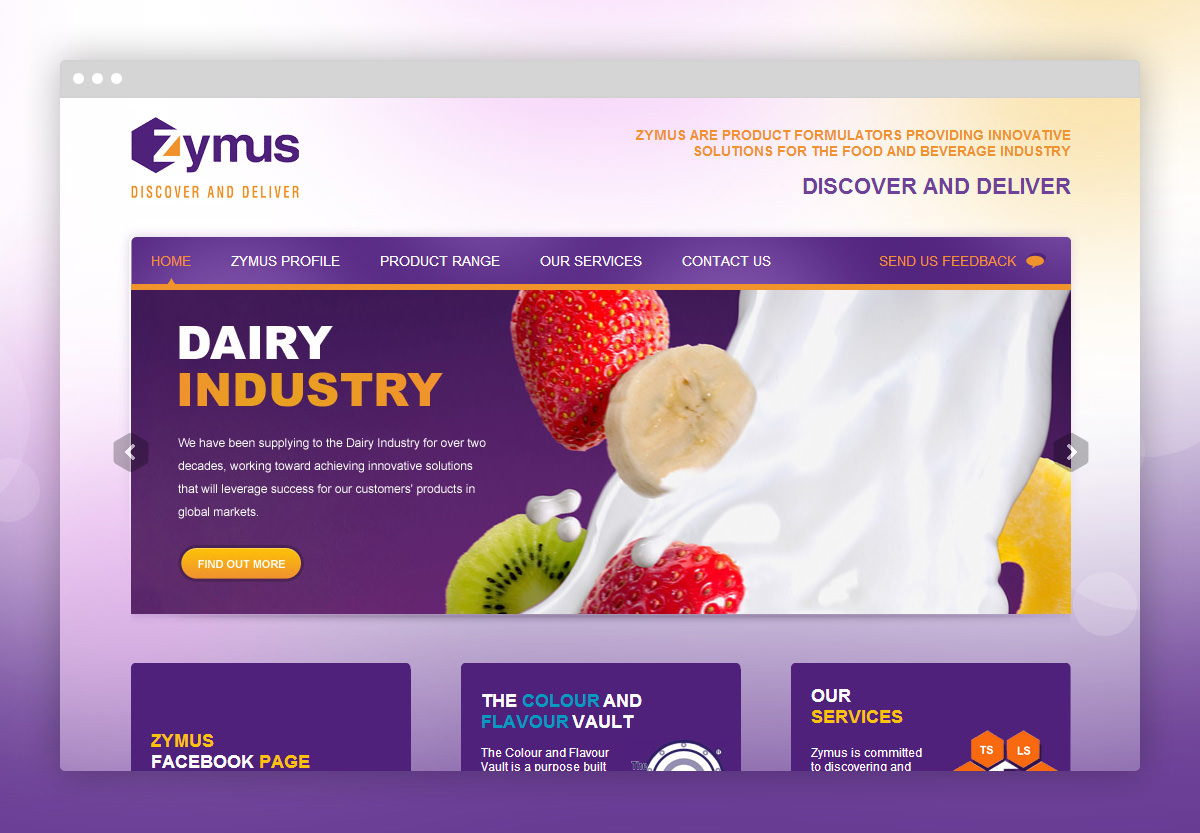 Zymus
DISCOVER AND DELIVER
ZYMUS ARE PRODUCT FORMULATORS PROVIDING INNOVATIVE
SOLUTIONS FOR THE FOOD AND BEVERAGE INDUSTRY
DISCOVER AND DELIVER
HOME ZYMUS PROFILE PRODUCT RANGE OUR SERVICES CONTACT US SEND US FEEDBACK
DAIRY
INDUSTRY
We have been supplying to the Dairy Industry for over two
decades, working toward achieving innovative solutions
that will leverage success for our customers' products in
global markets.
FIND OUT MORE
ZYMUS
FACEBOOK PAGE
THE COLOUR AND
FLAVOUR VAULT
The Colour and Flavour
Vault is a purpose built
The
OUR
SERVICES
Zymus is committed
to discovering and
TS LS